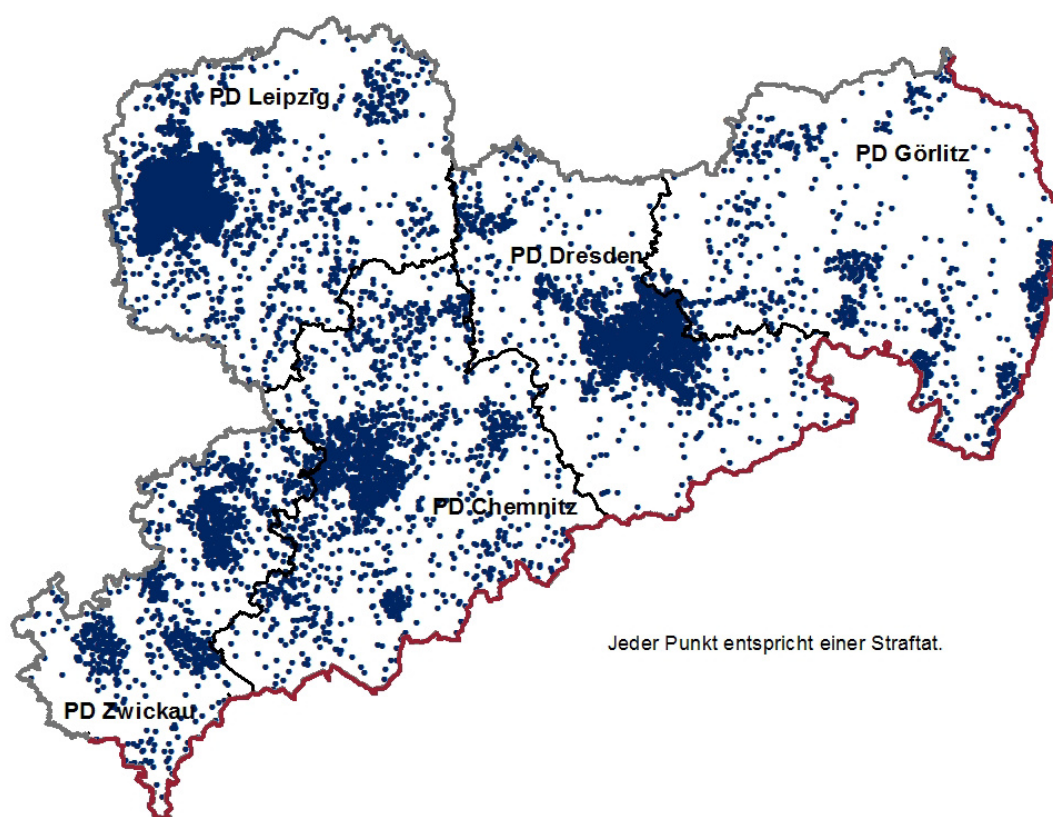 PD Leipzig
PD Görlitz
PD Dresden
PD Chemnitz
Jeder Punkt entspricht einer Straftat.
PD Zwickau